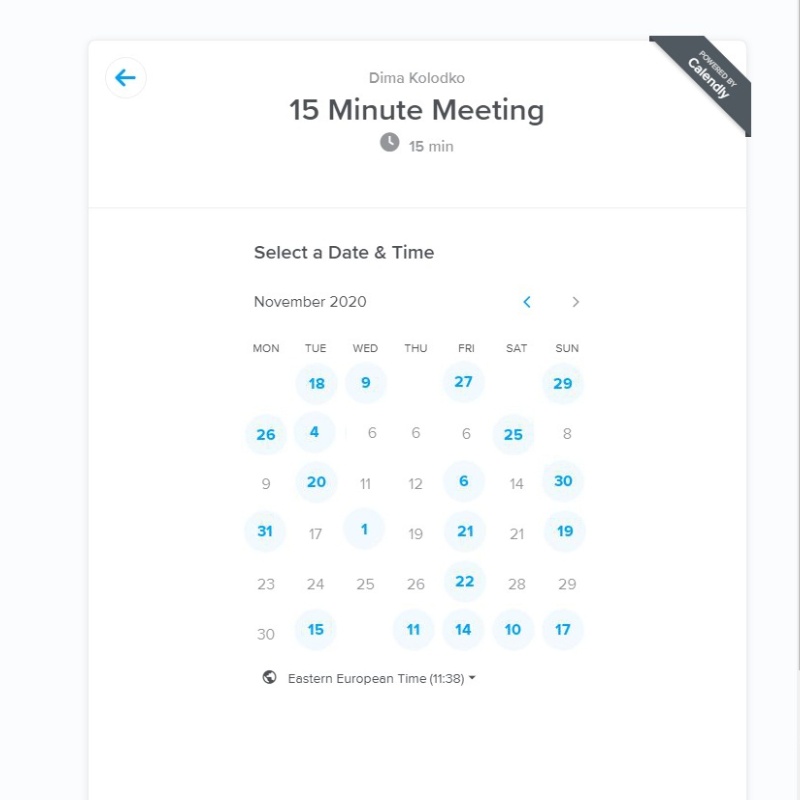 POWERED BY
Calendly
Dima Kolodko
15 Minute Meeting
15 min
Select a Date & Time
November 2020
MON TUE WED THU FRI SAT SUN
18 9 27 29
26 4 6 6 6 25 8
9 20 11 12 6 14 30
31 17 1 19 21 21 19
23 24 25 26 22 28 29
30 15 11 14 10 17
Eastern European Time (11:38)